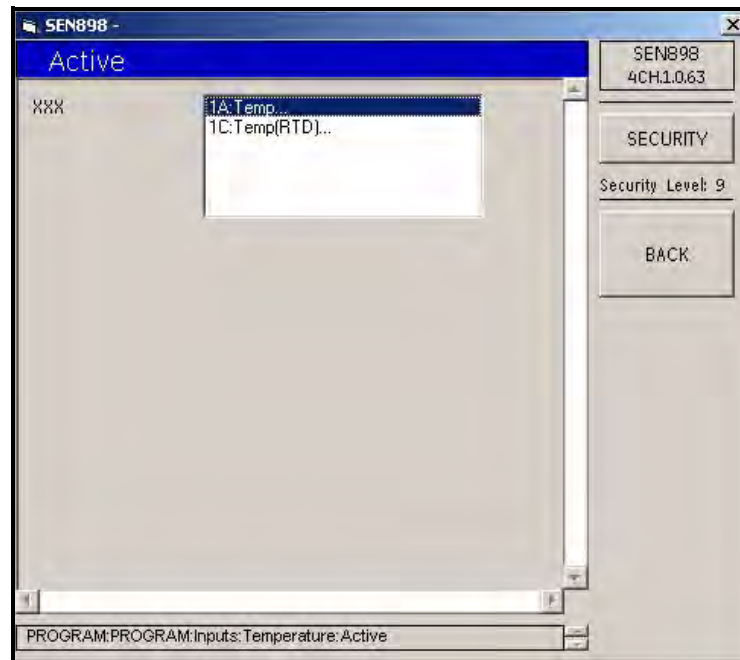 SEN898 -
Active
XXX
1A:Temp...
1C:Temp(RTD)...
SEN898
4CH.1.0.63
SECURITY
Security Level: 9
BACK
PROGRAM:PROGRAM:Inputs:Temperature:Active